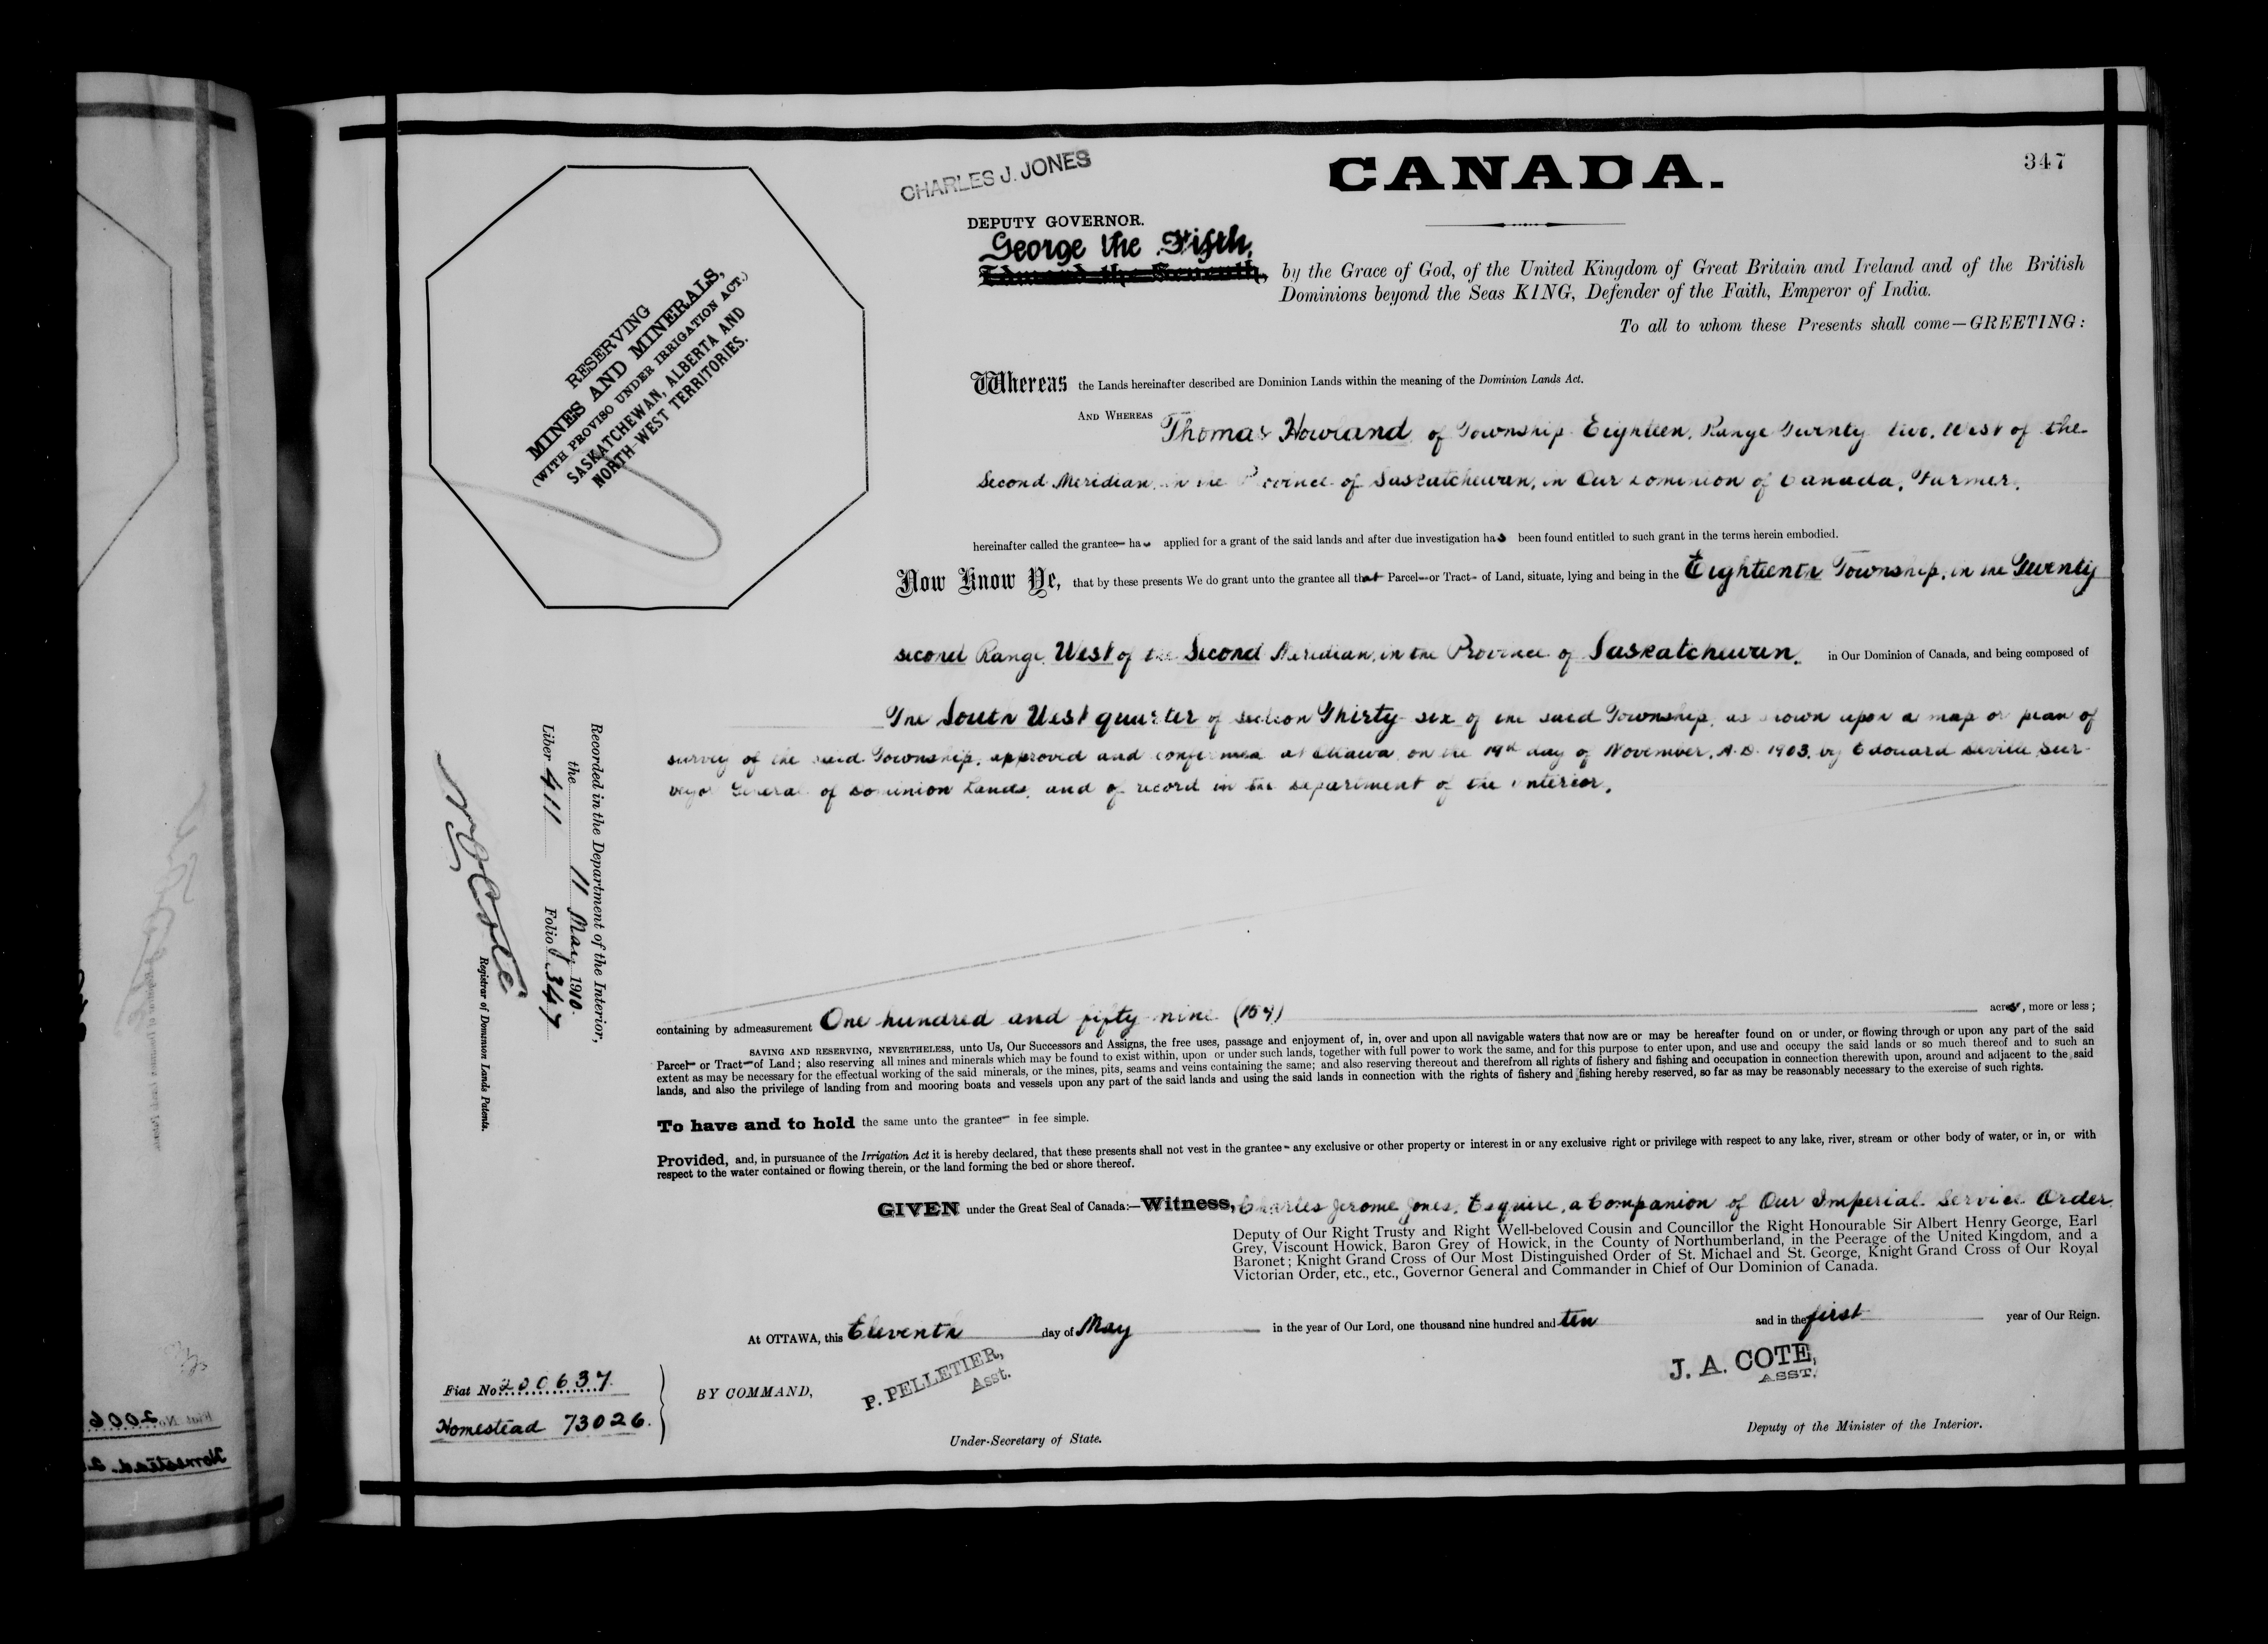 CANADA.
347
CHARLES J. JONES
DEPUTY GOVERNOR.
George the Fifth,
Edward the Seventh,
by the Grace of God, of the United Kingdom of Great Britain and Ireland and of the British
Dominions beyond the Seas KING, Defender of the Faith, Emperor of India.
To all to whom these Presents shall come—GREETING:
RESERVING
MINES AND MINERALS,
(WITH PROVISO UNDER IRRIGATION ACT.)
SASKATCHEWAN, ALBERTA AND
NORTH-WEST TERRITORIES.
Whereas the Lands hereinafter described are Dominion Lands within the meaning of the Dominion Lands Act.
AND WHEREAS Thomas Howland, of Township Eighteen, Range Twenty two, West of the
Second Meridian, in the Province of Saskatchewan, in Our Dominion of Canada, Farmer,
hereinafter called the grantee has applied for a grant of the said lands and after due investigation has been found entitled to such grant in the terms herein embodied.
Now Know Ye, that by these presents We do grant unto the grantee all that Parcel or Tract of Land, situate, lying and being in the Eighteenth Township, in the Twenty
second Range, West of the Second Meridian, in the Province of Saskatchewan, in Our Dominion of Canada, and being composed of
The South West quarter of section Thirty six of the said Township, as shown upon a map or plan of
survey of the said Township, approved and confirmed at Ottawa, on the 19th day of November, A.D. 1903, by Edouard Deville, Sur-
veyor General of Dominion Lands, and of record in the Department of the Interior.
containing by admeasurement One hundred and fifty nine (159) acres, more or less;
SAVING AND RESERVING, NEVERTHELESS, unto Us, Our Successors and Assigns, the free uses, passage and enjoyment of, in, over and upon all navigable waters that now are or may be hereafter found on or under, or flowing through or upon any part of the said
Parcel or Tract of Land; also reserving all mines and minerals which may be found to exist within, upon or under such lands, together with full power to work the same, and for this purpose to enter upon, and use and occupy the said lands or so much thereof and to such an
extent as may be necessary for the effectual working of the said minerals, or the mines, pits, seams and veins containing the same; and also reserving thereout and therefrom all rights of fishery and fishing and occupation in connection therewith upon, around and adjacent to the said
lands, and also the privilege of landing from and mooring boats and vessels upon any part of the said lands and using the said lands in connection with the rights of fishery and fishing hereby reserved, so far as may be reasonably necessary to the exercise of such rights.
To have and to hold the same unto the grantee in fee simple.
Provided, and, in pursuance of the Irrigation Act it is hereby declared, that these presents shall not vest in the grantee any exclusive or other property or interest in or any exclusive right or privilege with respect to any lake, river, stream or other body of water, or in, or with
respect to the water contained or flowing therein, or the land forming the bed or shore thereof.
GIVEN under the Great Seal of Canada:—Witness, Charles Jerome Jones, Esquire, a Companion of Our Imperial Service Order,
Deputy of Our Right Trusty and Right Well-beloved Cousin and Councillor the Right Honourable Sir Albert Henry George, Earl
Grey, Viscount Howick, Baron Grey of Howick, in the County of Northumberland, in the Peerage of the United Kingdom, and a
Baronet; Knight Grand Cross of Our Most Distinguished Order of St. Michael and St. George, Knight Grand Cross of Our Royal
Victorian Order, etc., etc., Governor General and Commander in Chief of Our Dominion of Canada.
At OTTAWA, this Eleventh day of May in the year of Our Lord, one thousand nine hundred and ten and in the first year of Our Reign.
Fiat No 200637
Homestead 73026.
BY COMMAND,
P. PELLETIER,
Asst.
Under-Secretary of State.
J. A. COTE,
ASST.
Deputy of the Minister of the Interior.
Recorded in the Department of the Interior,
the 11 May 1910.
Liber 411 Folio 347
N O Coté
Registrar of Dominion Lands Patents.